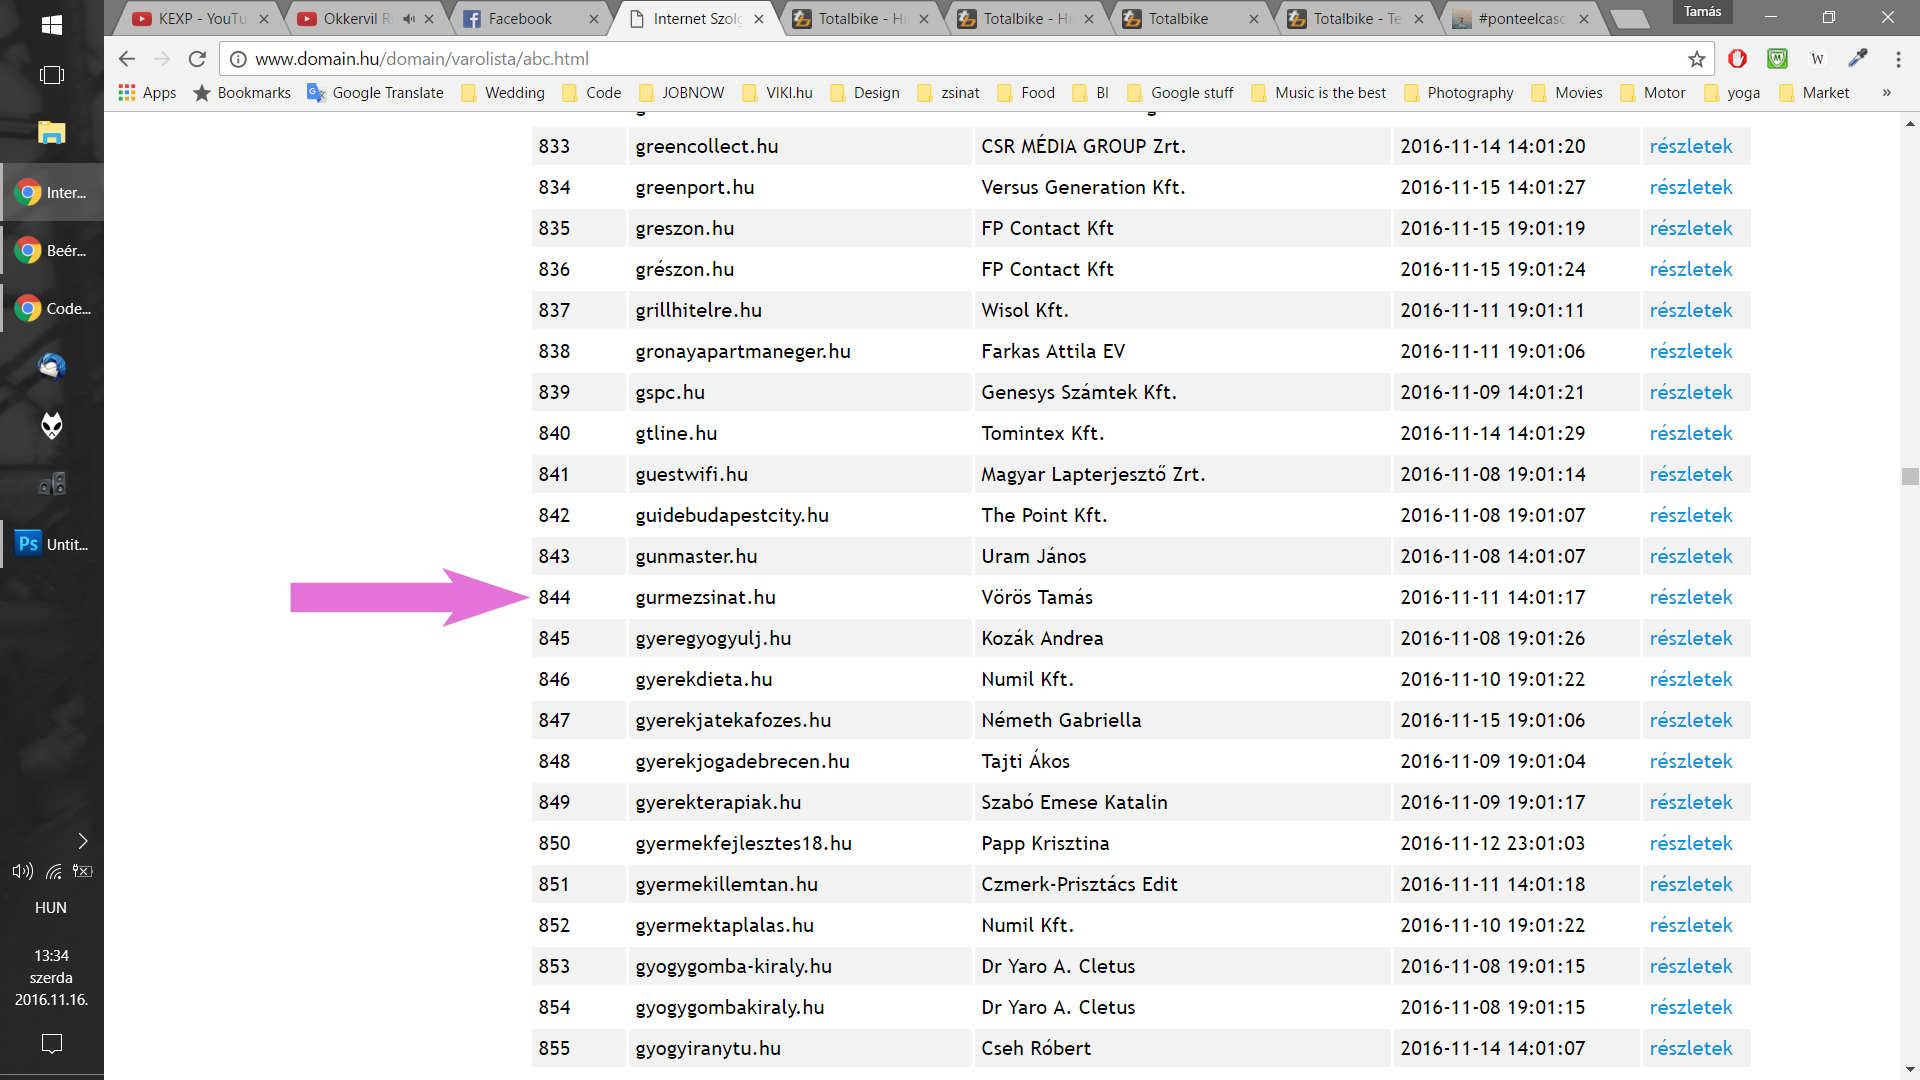 KEXP - YouTu
Okkervil R
Facebook
Internet Szolg
Totalbike - Hi
Totalbike - Hi
Totalbike
Totalbike - Te
#ponteelcasc
Tamás
www.domain.hu/domain/varolista/abc.html
Apps
Bookmarks
Google Translate
Wedding
Code
JOBNOW
VIKI.hu
Design
zsinat
Food
BI
Google stuff
Music is the best
Photography
Movies
Motor
yoga
Market
»
833 greencollect.hu CSR MÉDIA GROUP Zrt. 2016-11-14 14:01:20 részletek
834 greenport.hu Versus Generation Kft. 2016-11-15 14:01:27 részletek
835 greszon.hu FP Contact Kft 2016-11-15 19:01:19 részletek
836 grészon.hu FP Contact Kft 2016-11-15 19:01:24 részletek
837 grillhitelre.hu Wisol Kft. 2016-11-11 19:01:11 részletek
838 gronayapartmaneger.hu Farkas Attila EV 2016-11-11 19:01:06 részletek
839 gspc.hu Genesys Számtek Kft. 2016-11-09 14:01:21 részletek
840 gtline.hu Tomintex Kft. 2016-11-14 14:01:29 részletek
841 guestwifi.hu Magyar Lapterjesztő Zrt. 2016-11-08 19:01:14 részletek
842 guidebudapestcity.hu The Point Kft. 2016-11-08 19:01:07 részletek
843 gunmaster.hu Uram János 2016-11-08 14:01:07 részletek
844 gurmezsinat.hu Vörös Tamás 2016-11-11 14:01:17 részletek
845 gyeregyogyulj.hu Kozák Andrea 2016-11-08 19:01:26 részletek
846 gyerekdieta.hu Numil Kft. 2016-11-10 19:01:22 részletek
847 gyerekjatekafozes.hu Németh Gabriella 2016-11-15 19:01:06 részletek
848 gyerekjogadebrecen.hu Tajti Ákos 2016-11-09 19:01:04 részletek
849 gyerekterapiak.hu Szabó Emese Katalin 2016-11-09 19:01:17 részletek
850 gyermekfejlesztes18.hu Papp Krisztina 2016-11-12 23:01:03 részletek
851 gyermekillemtan.hu Czmerk-Prisztács Edit 2016-11-11 14:01:18 részletek
852 gyermektaplalas.hu Numil Kft. 2016-11-10 19:01:22 részletek
853 gyogygomba-kiraly.hu Dr Yaro A. Cletus 2016-11-08 19:01:15 részletek
854 gyogygombakiraly.hu Dr Yaro A. Cletus 2016-11-08 19:01:15 részletek
855 gyogyiranytu.hu Cseh Róbert 2016-11-14 14:01:07 részletek
Inter...
Beér...
Code...
Ps Untit...
HUN
13:34
szerda
2016.11.16.